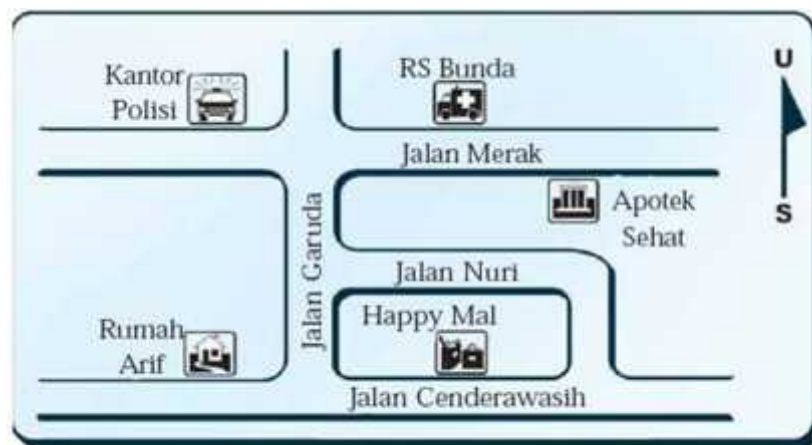 Kantor
Polisi
RS Bunda
U
Jalan Merak
S
Apotek
Sehat
Jalan Garuda
Jalan Nuri
Rumah
Arif
Happy Mal
Jalan Cenderawasih